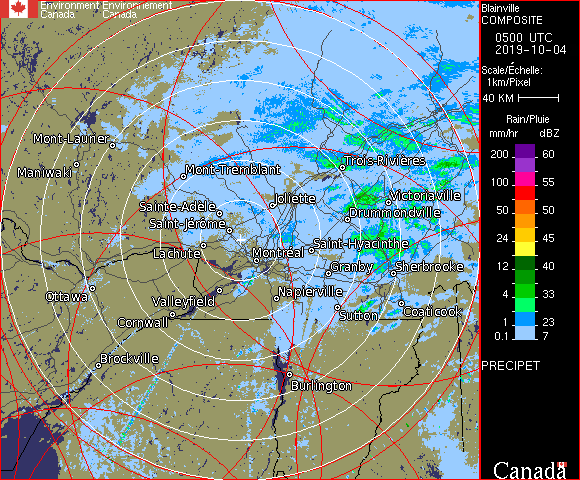 Environment Environnement
Canada Canada
Blainville
COMPOSITE
0500 UTC
2019-10-04
Scale/Échelle:
1km/Pixel
40 KM
Rain/Pluie
mm/hr dBZ
200 60
100 55
50 50
24 45
12 40
4 33
1 23
0.1 7
PRECIPET
Canada
Mont-Laurier
Maniwaki
Mont-Tremblant
Trois-Rivières
Joliette
Victoriaville
Sainte-Adèle
Drummondville
Saint-Jérôme
Lachute
Montréal
Saint-Hyacinthe
Granby
Sherbrooke
Ottawa
Valleyfield
Napierville
Cornwall
Sutton
Coaticook
Brockville
Burlington